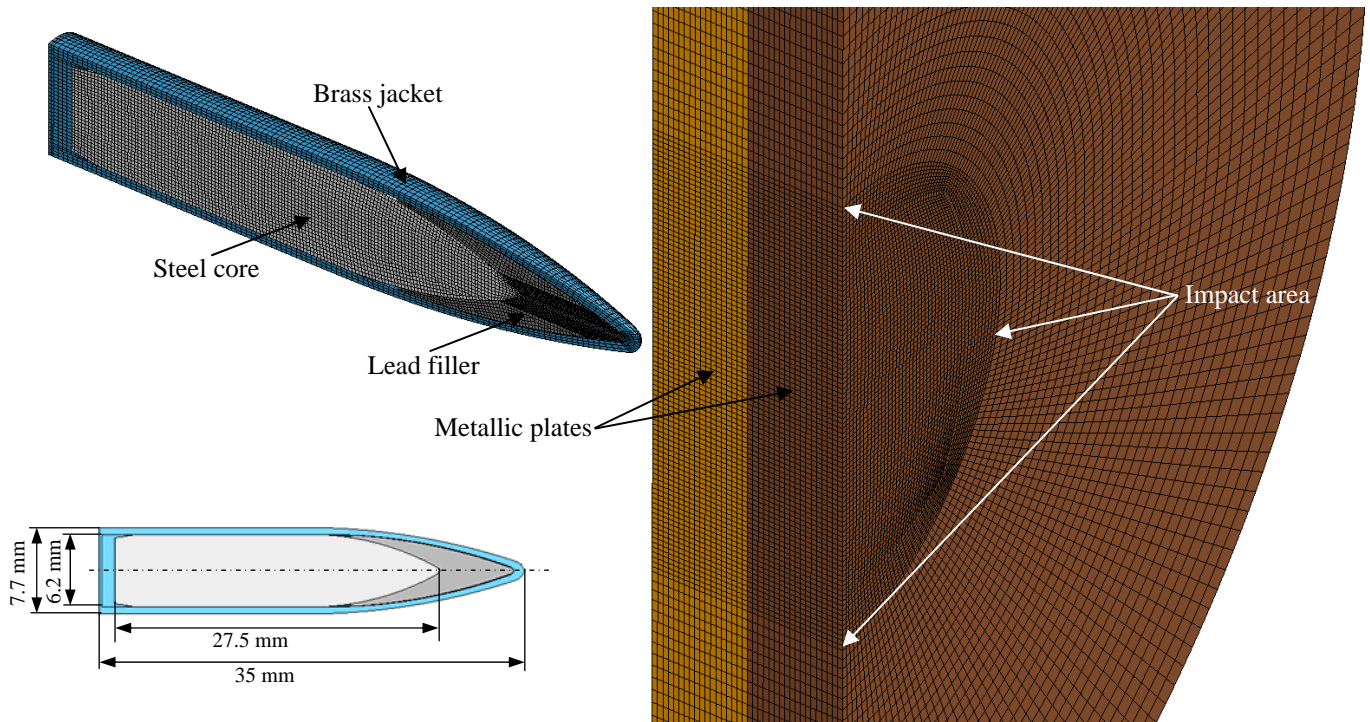 Brass jacket
Steel core
Lead filler
Impact area
Metallic plates
7.7 mm
6.2 mm
27.5 mm
35 mm